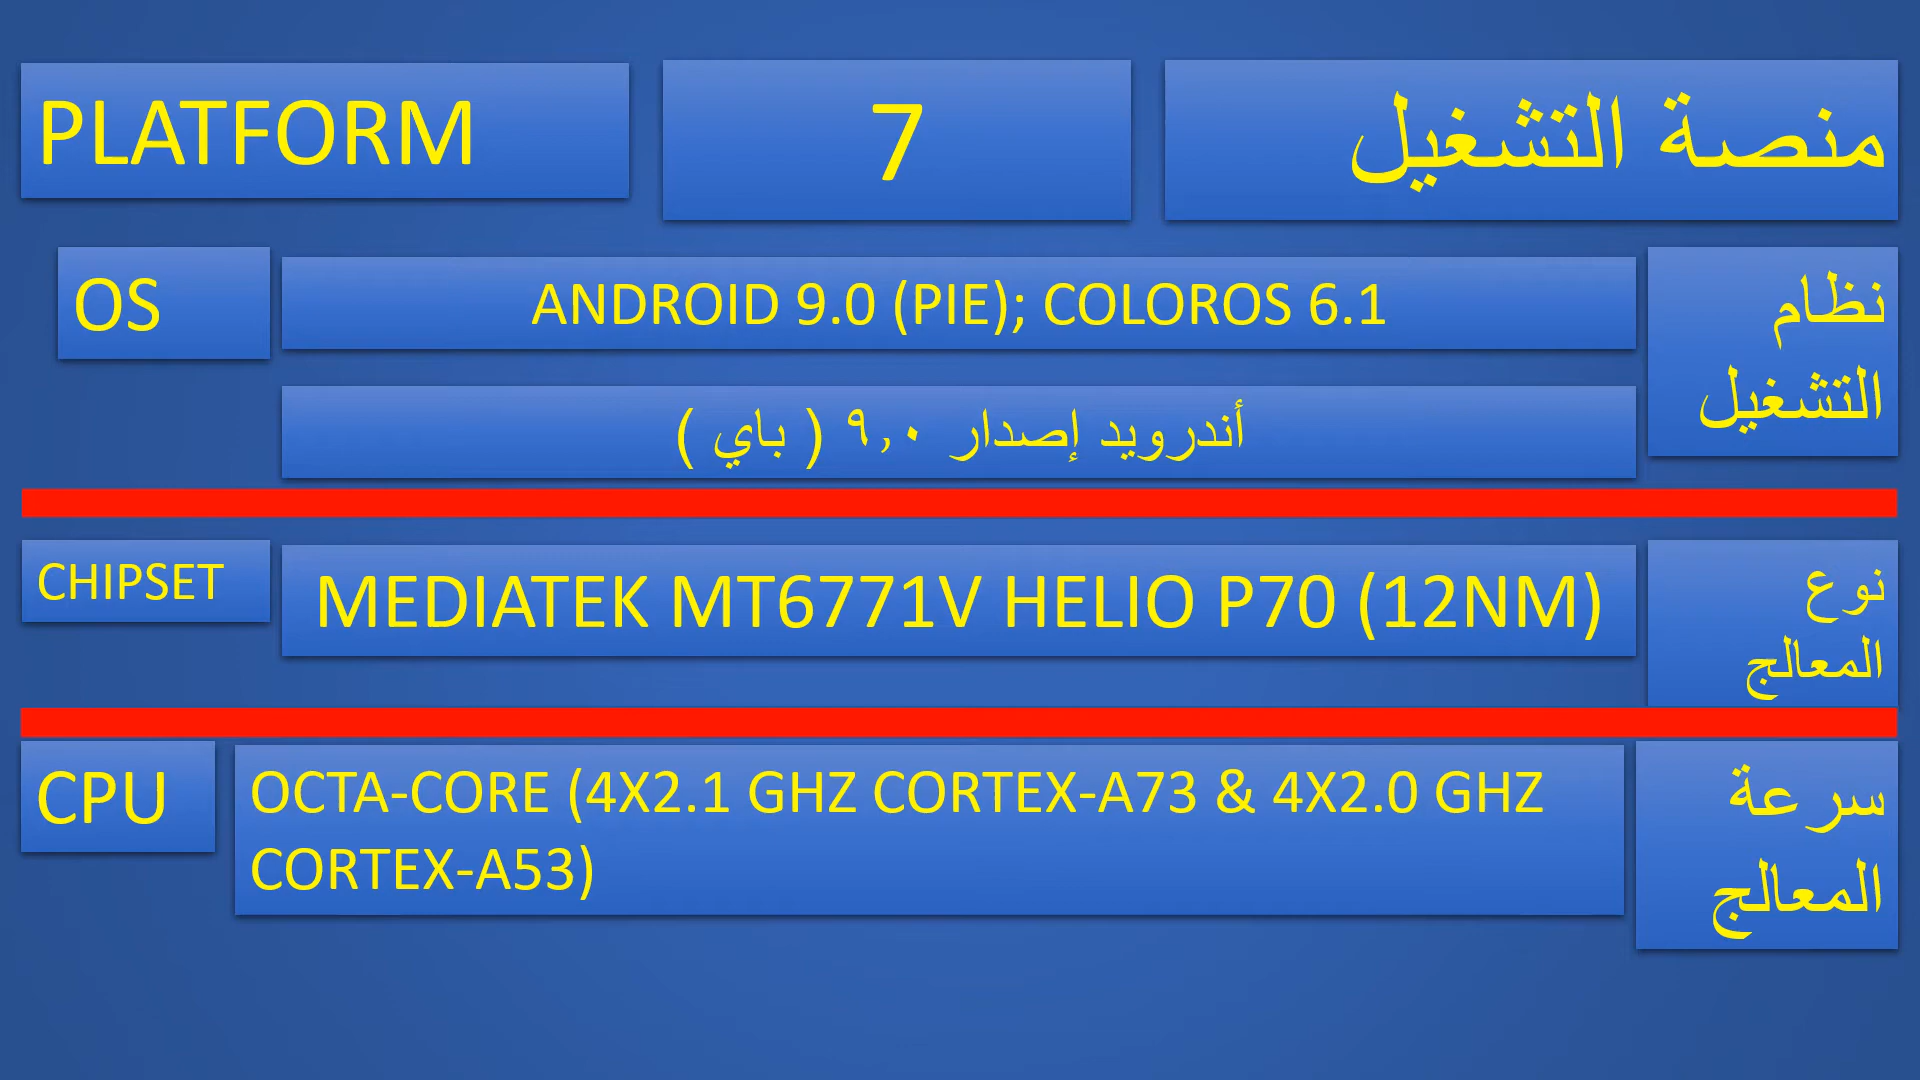 PLATFORM
7
منصة التشغيل
OS
ANDROID 9.0 (PIE); COLOROS 6.1
نظام
التشغيل
أندرويد إصدار ٩,٠ ( باي )
CHIPSET
MEDIATEK MT6771V HELIO P70 (12NM)
نوع
المعالج
CPU
OCTA-CORE (4X2.1 GHZ CORTEX-A73 & 4X2.0 GHZ
CORTEX-A53)
سرعة
المعالج